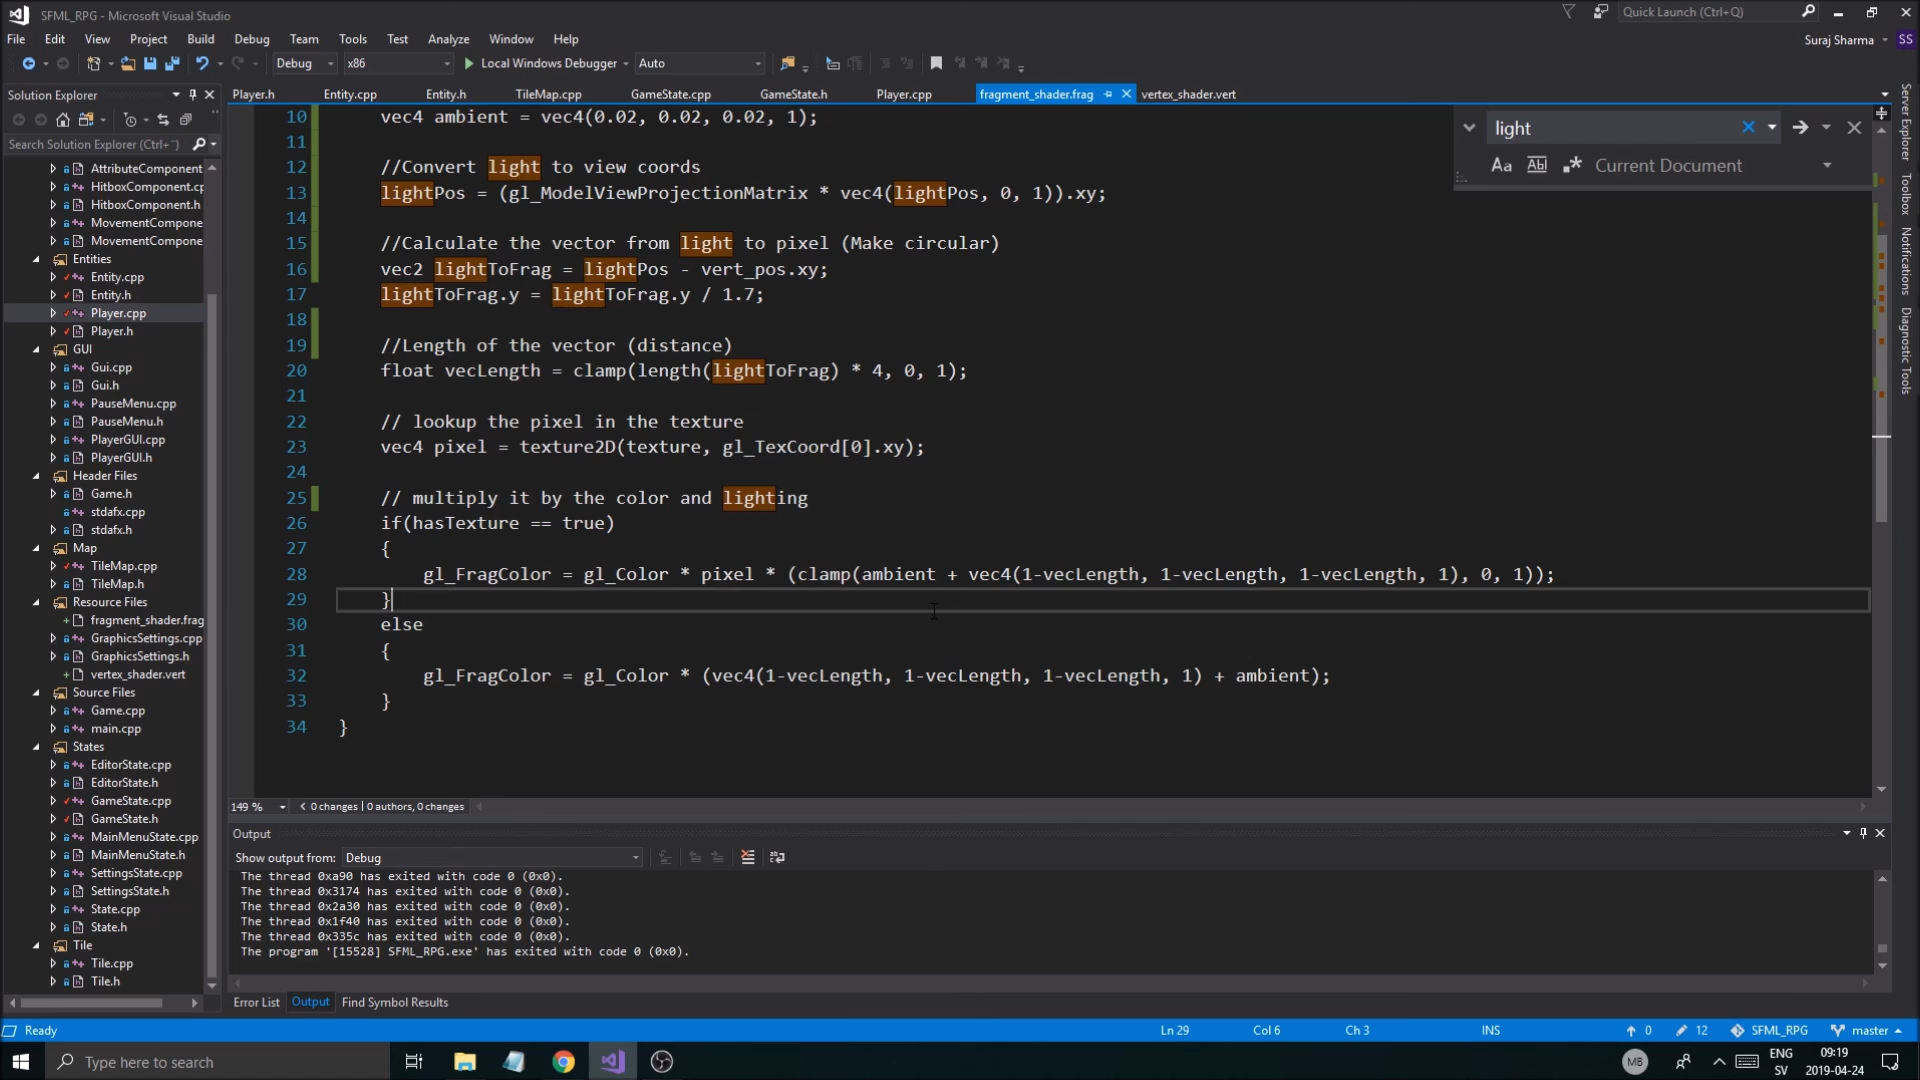 SFML_RPG - Microsoft Visual Studio
Quick Launch (Ctrl+Q)
File Edit View Project Build Debug Team Tools Test Analyze Window Help
Suraj Sharma SS
Debug x86 Local Windows Debugger Auto
Solution Explorer
Search Solution Explorer (Ctrl+¨)
AttributeComponent
HitboxComponent.cp
HitboxComponent.h
MovementCompone
MovementCompone
Entities
Entity.cpp
Entity.h
Player.cpp
Player.h
GUI
Gui.cpp
Gui.h
PauseMenu.cpp
PauseMenu.h
PlayerGUI.cpp
PlayerGUI.h
Header Files
Game.h
stdafx.cpp
stdafx.h
Map
TileMap.cpp
TileMap.h
Resource Files
fragment_shader.frag
GraphicsSettings.cpp
GraphicsSettings.h
vertex_shader.vert
Source Files
Game.cpp
main.cpp
States
EditorState.cpp
EditorState.h
GameState.cpp
GameState.h
MainMenuState.cpp
MainMenuState.h
SettingsState.cpp
SettingsState.h
State.cpp
State.h
Tile
Tile.cpp
Tile.h
Player.h Entity.cpp Entity.h TileMap.cpp GameState.cpp GameState.h Player.cpp fragment_shader.frag vertex_shader.vert
light
Aa Abl Current Document
10 vec4 ambient = vec4(0.02, 0.02, 0.02, 1);
11
12 //Convert light to view coords
13 lightPos = (gl_ModelViewProjectionMatrix * vec4(lightPos, 0, 1)).xy;
14
15 //Calculate the vector from light to pixel (Make circular)
16 vec2 lightToFrag = lightPos - vert_pos.xy;
17 lightToFrag.y = lightToFrag.y / 1.7;
18
19 //Length of the vector (distance)
20 float vecLength = clamp(length(lightToFrag) * 4, 0, 1);
21
22 // lookup the pixel in the texture
23 vec4 pixel = texture2D(texture, gl_TexCoord[0].xy);
24
25 // multiply it by the color and lighting
26 if(hasTexture == true)
27 {
28 gl_FragColor = gl_Color * pixel * (clamp(ambient + vec4(1-vecLength, 1-vecLength, 1-vecLength, 1), 0, 1));
29 }
30 else
31 {
32 gl_FragColor = gl_Color * (vec4(1-vecLength, 1-vecLength, 1-vecLength, 1) + ambient);
33 }
34 }
149 % 0 changes | 0 authors, 0 changes
Output
Show output from: Debug
The thread 0xa90 has exited with code 0 (0x0).
The thread 0x3174 has exited with code 0 (0x0).
The thread 0x2a30 has exited with code 0 (0x0).
The thread 0x1f40 has exited with code 0 (0x0).
The thread 0x335c has exited with code 0 (0x0).
The program '[15528] SFML_RPG.exe' has exited with code 0 (0x0).
Error List Output Find Symbol Results
Server Explorer
Toolbox
Notifications
Diagnostic Tools
Ready Ln 29 Col 6 Ch 3 INS 0 12 SFML_RPG master
Type here to search
MB
ENG
SV
09:19
2019-04-24